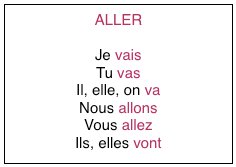 ALLER
Je vais
Tu vas
Il, elle, on va
Nous allons
Vous allez
Ils, elles vont